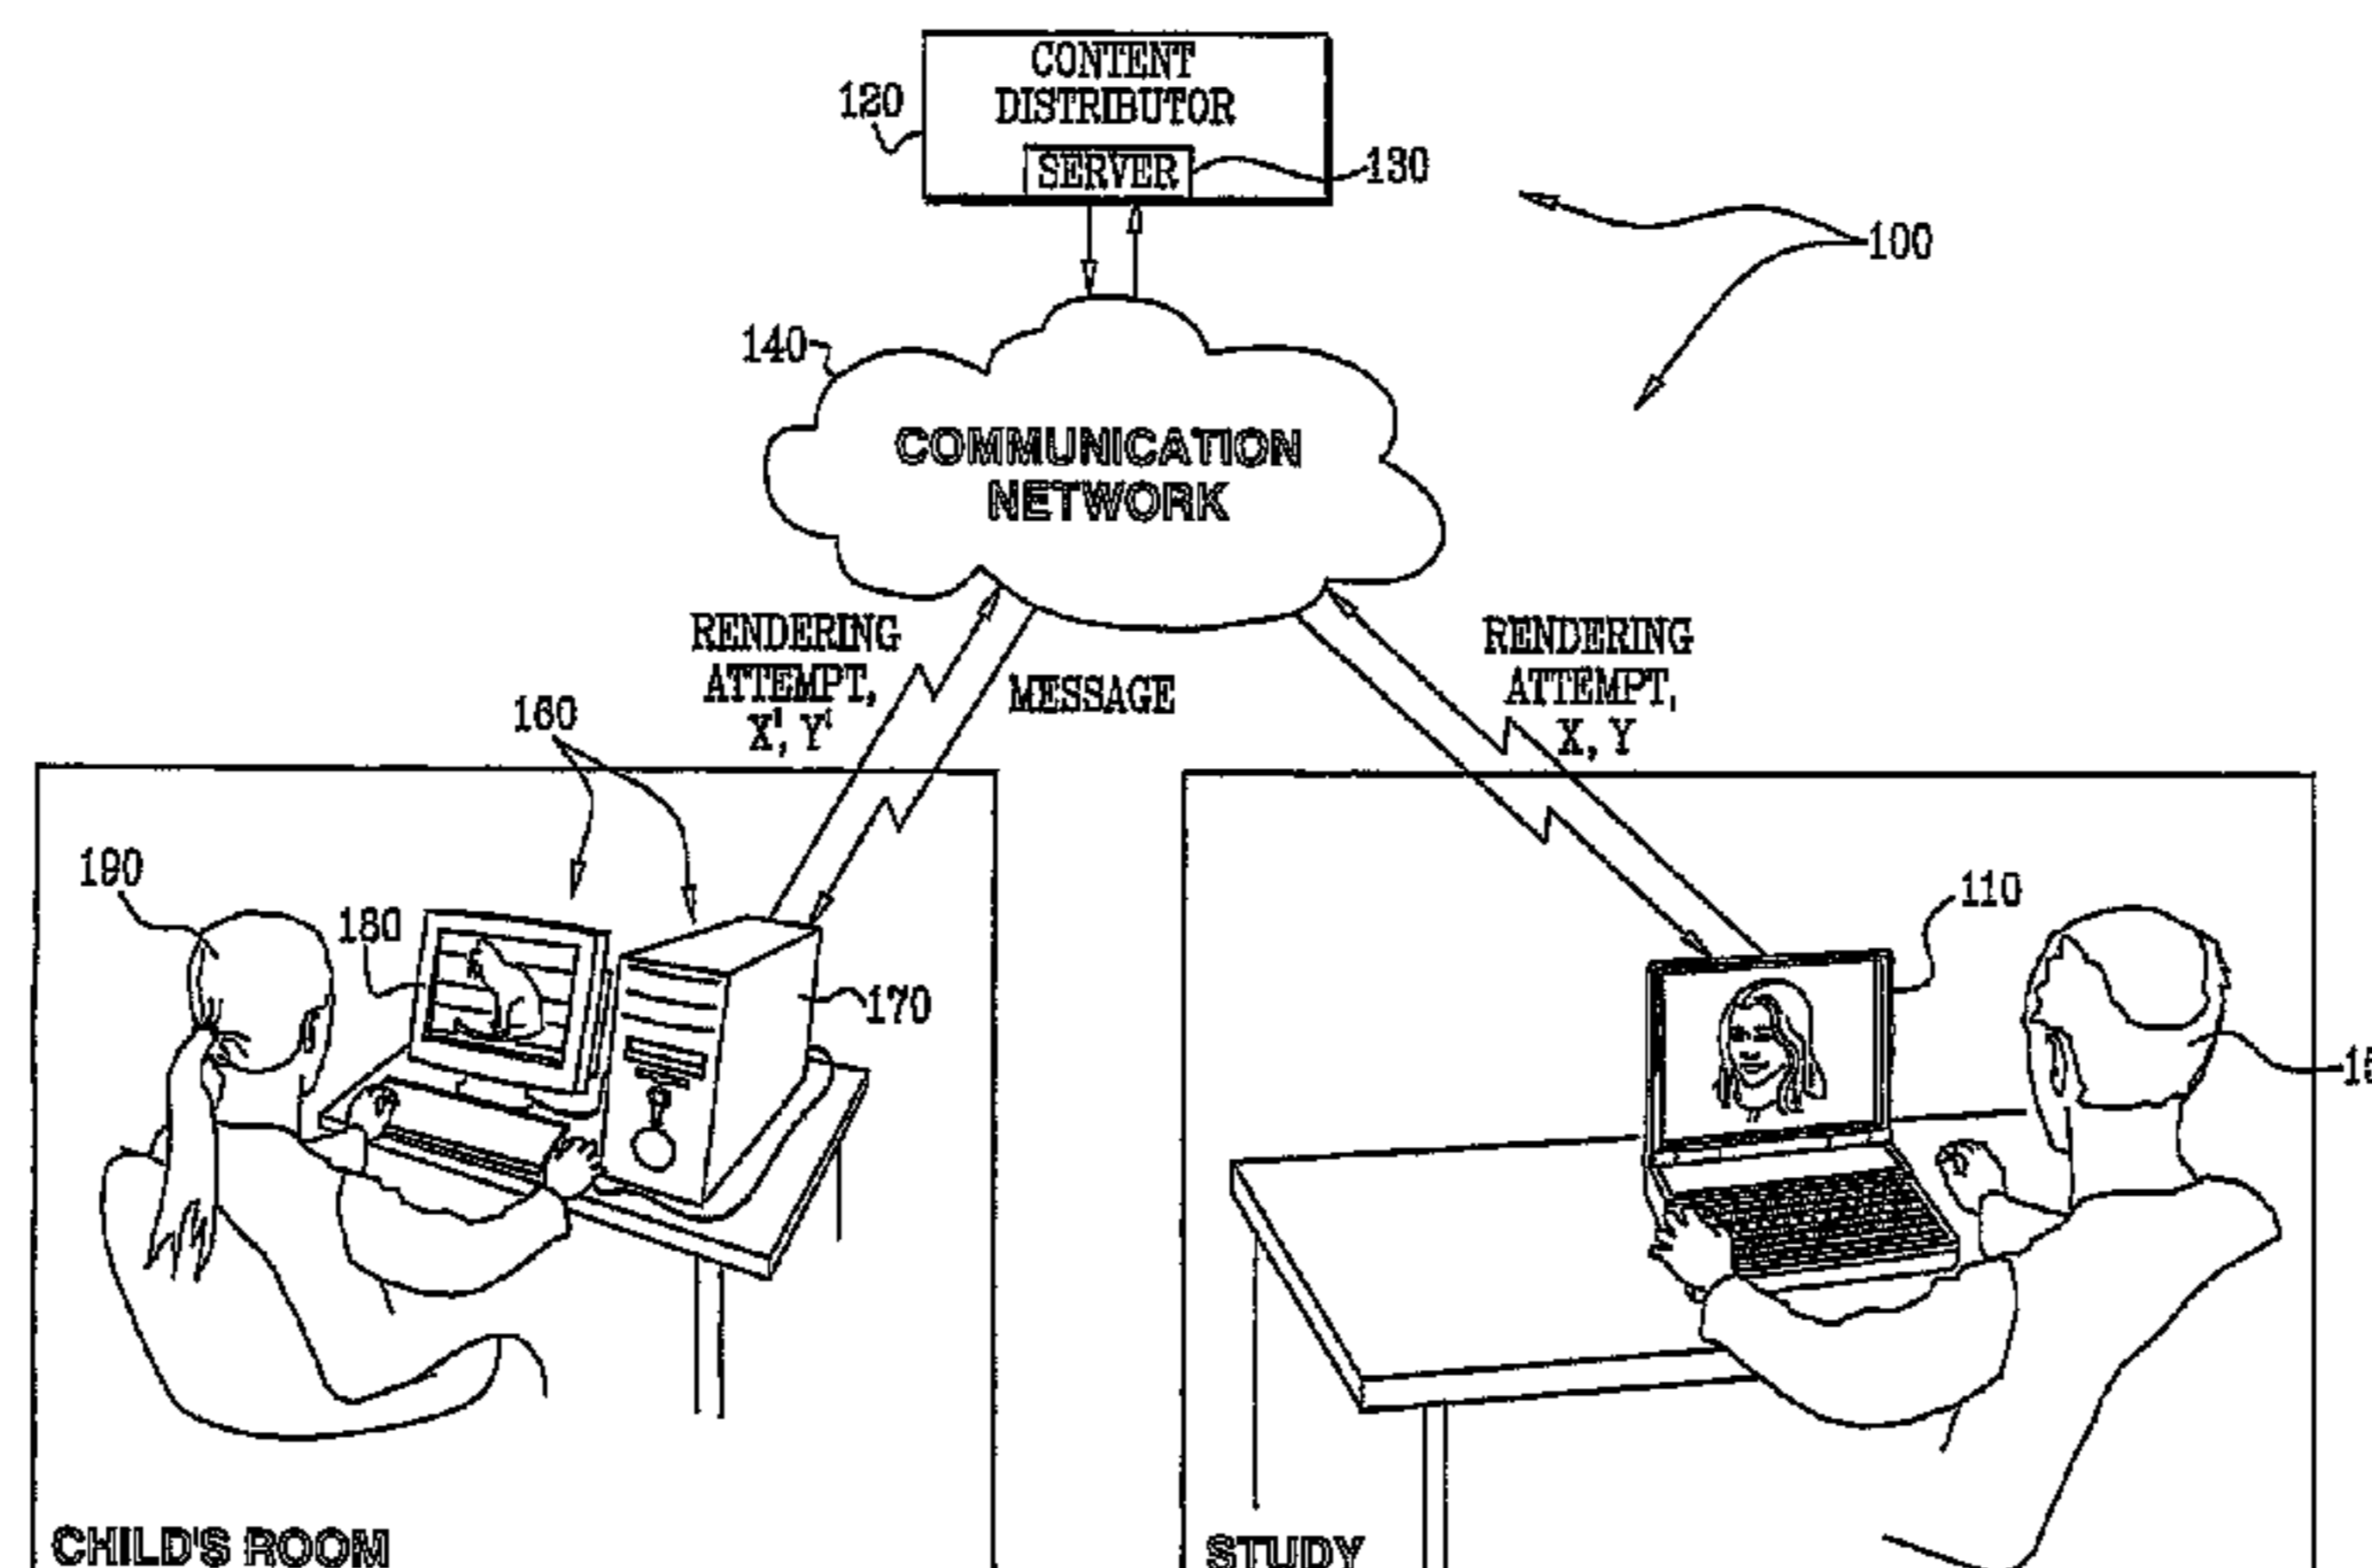 CONTENT
DISTRIBUTOR
120
SERVER
130
100
140
COMMUNICATION
NETWORK
RENDERING
ATTEMPT,
X', Y'
MESSAGE
RENDERING
ATTEMPT,
X, Y
160
190
180
170
110
CHILD'S ROOM
STUDY